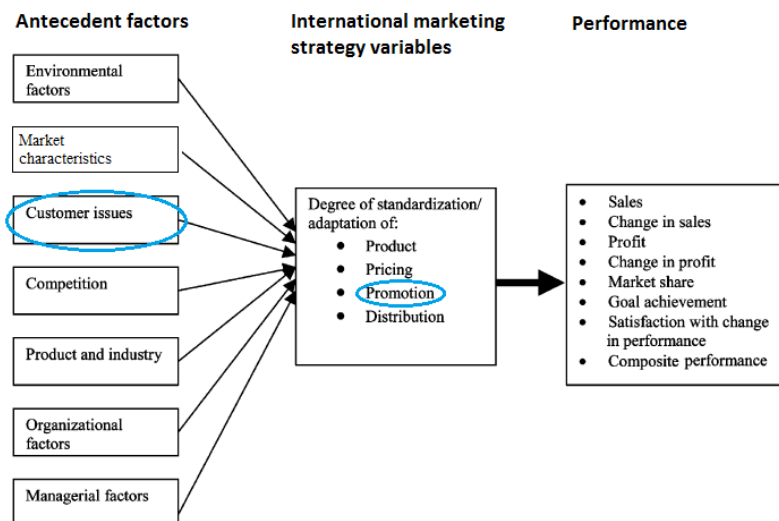 Antecedent factors
International marketing
strategy variables
Performance
Environmental
factors
Market
characteristics
Customer issues
Competition
Product and industry
Organizational
factors
Managerial factors
Degree of standardization/
adaptation of:
• Product
• Pricing
• Promotion
• Distribution
• Sales
• Change in sales
• Profit
• Change in profit
• Market share
• Goal achievement
• Satisfaction with change
in performance
• Composite performance